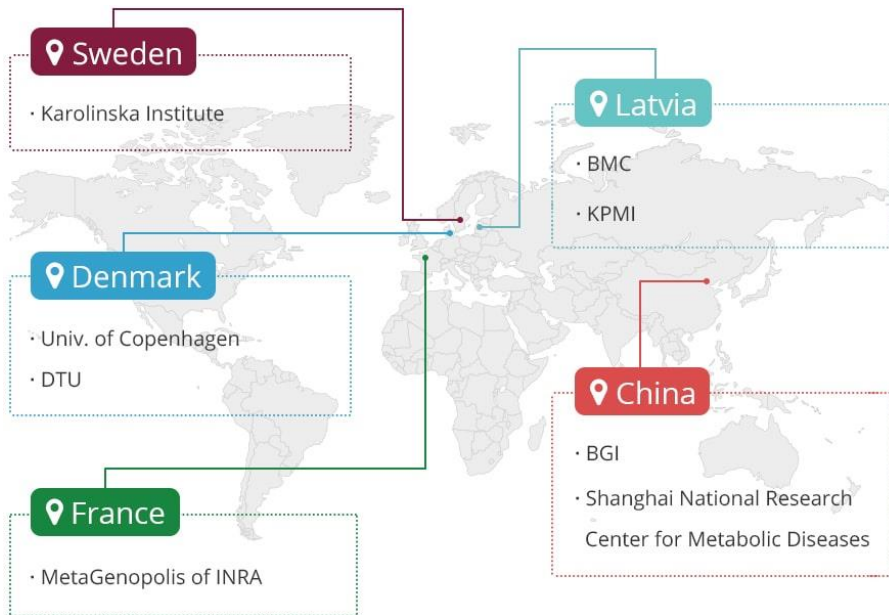 Sweden
· Karolinska Institute
Latvia
· BMC
· KPMI
Denmark
· Univ. of Copenhagen
· DTU
China
· BGI
· Shanghai National Research
Center for Metabolic Diseases
France
· MetaGenopolis of INRA